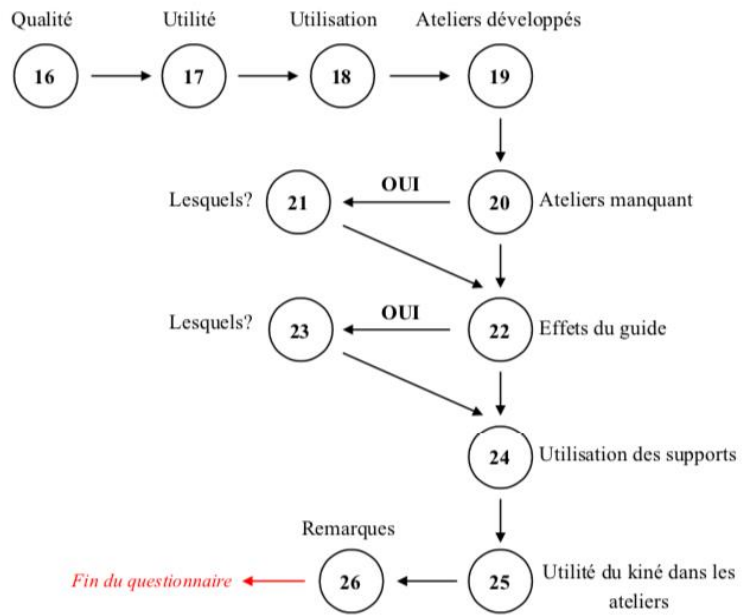 Qualité Utilité Utilisation Ateliers développés
16 17 18 19
OUI
Lesquels? 21 20 Ateliers manquant
OUI
Lesquels? 23 22 Effets du guide
24 Utilisation des supports
Remarques
Fin du questionnaire 26 25 Utilité du kiné dans les
ateliers